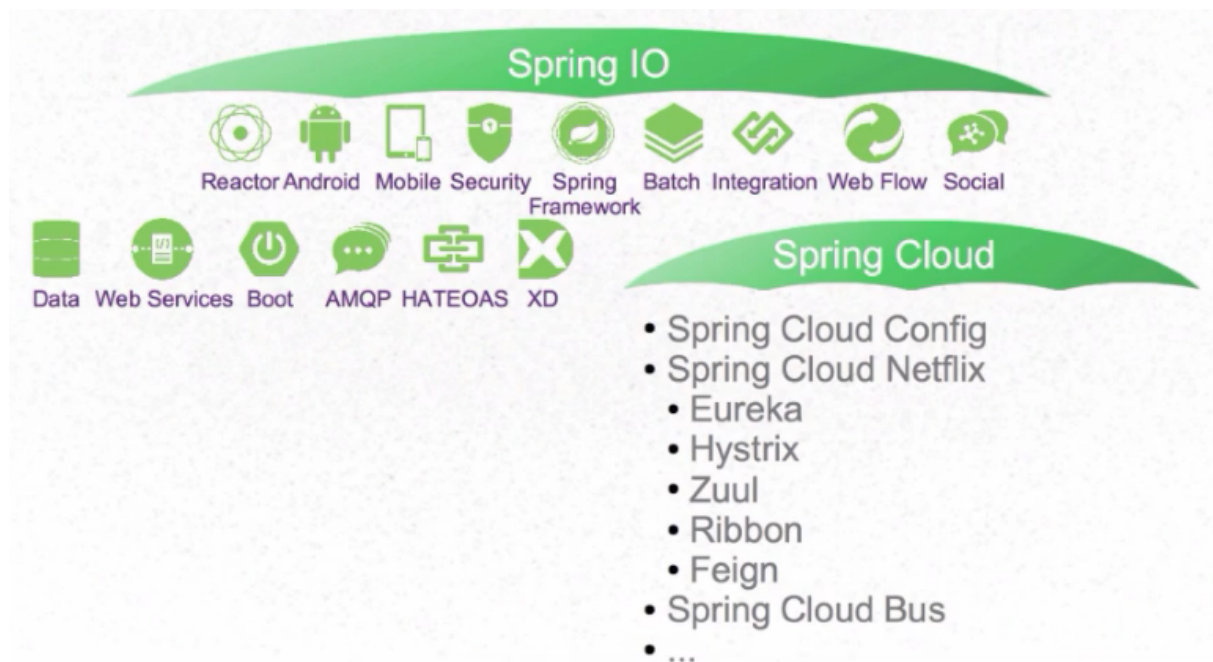 Spring IO
Reactor Android Mobile Security Spring Framework Batch Integration Web Flow Social
Data Web Services Boot AMQP HATEOAS XD
Spring Cloud
• Spring Cloud Config
• Spring Cloud Netflix
• Eureka
• Hystrix
• Zuul
• Ribbon
• Feign
• Spring Cloud Bus
• ...